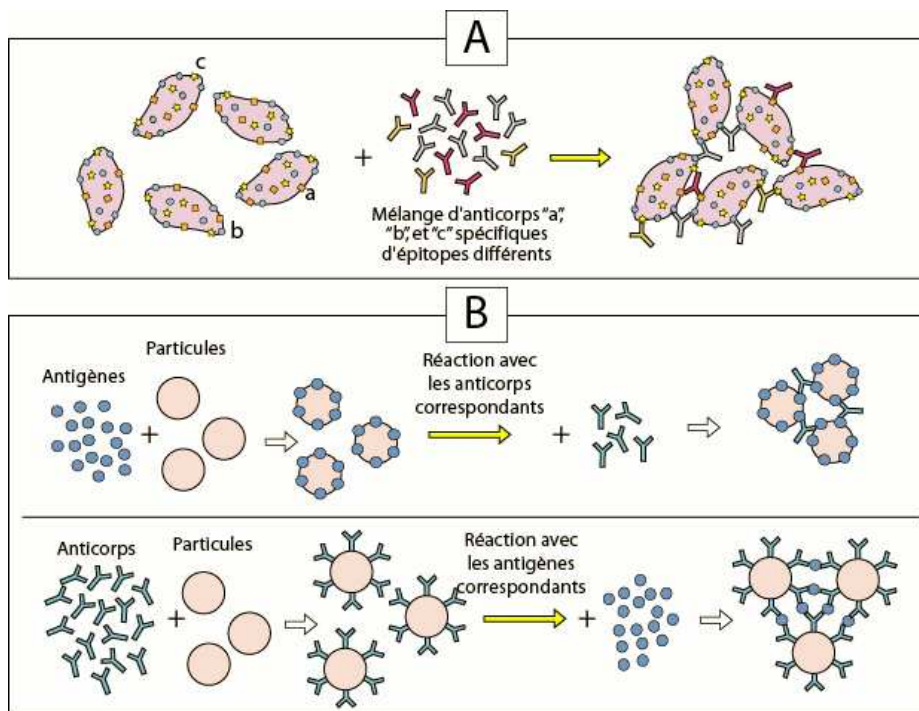 A
c
a
b
+
Mélange d'anticorps "a",
"b", et "c" spécifiques
d'épitopes différents
B
Particules
Antigènes
+
Réaction avec
les anticorps
correspondants
+
Anticorps
Particules
+
Réaction avec
les antigènes
correspondants
+